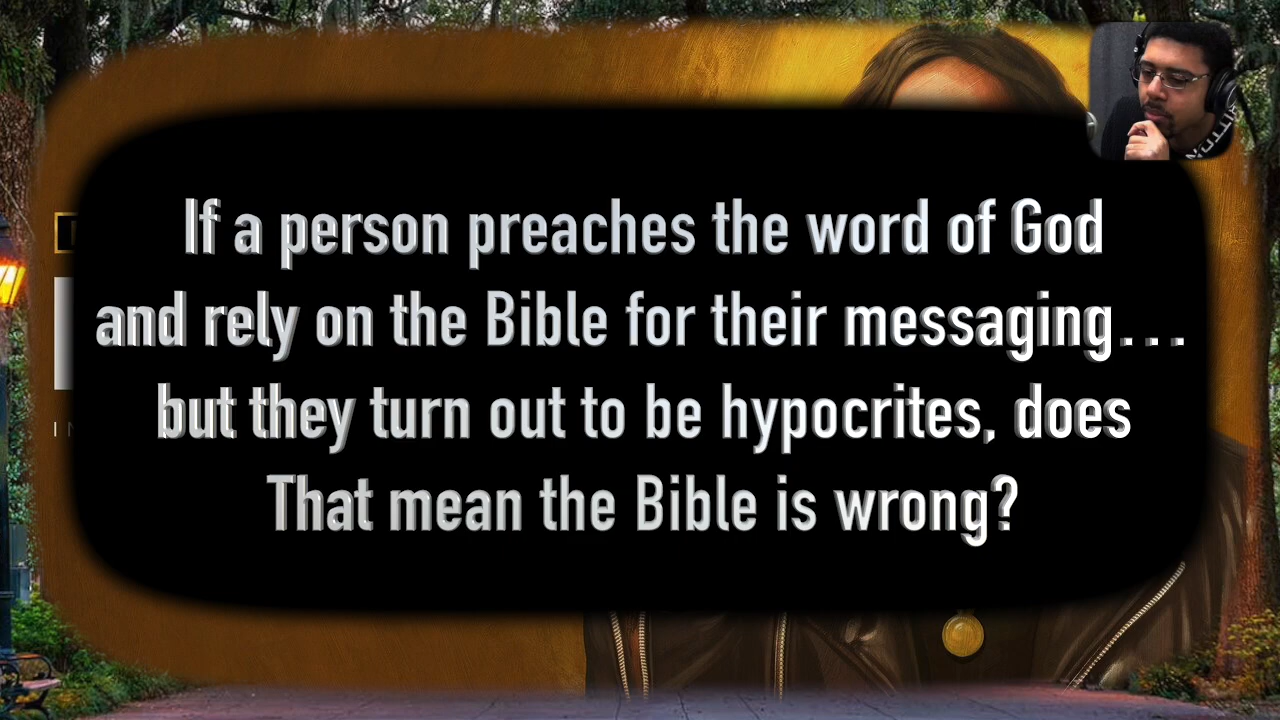 If a person preaches the word of God
and rely on the Bible for their messaging...
but they turn out to be hypocrites, does
That mean the Bible is wrong?